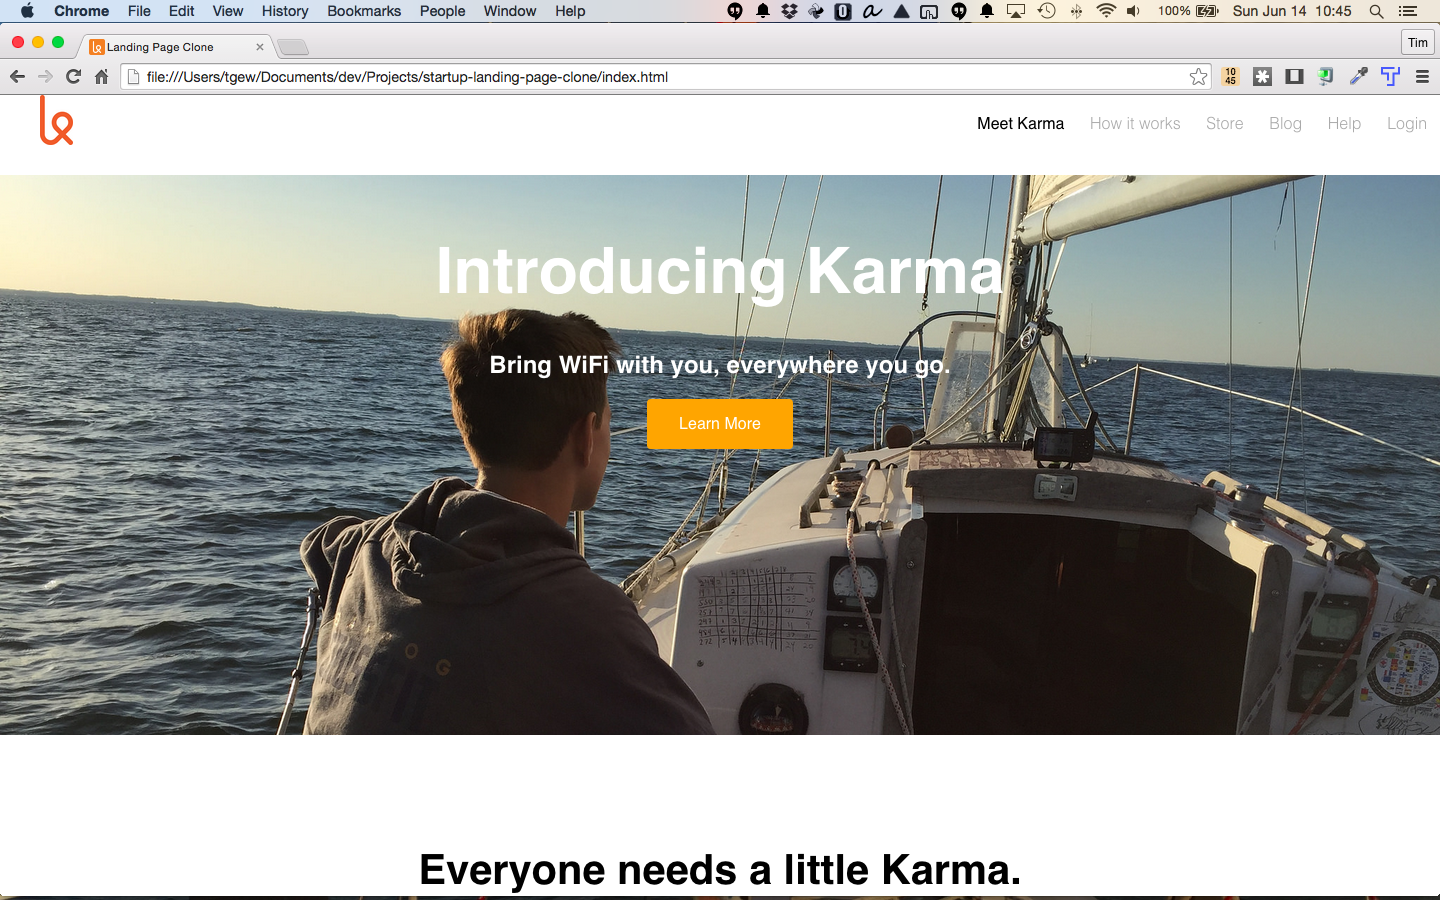 Chrome File Edit View History Bookmarks People Window Help 100% Sun Jun 14 10:45
Landing Page Clone Tim
file:///Users/tgew/Documents/dev/Projects/startup-landing-page-clone/index.html 10 45
Meet Karma How it works Store Blog Help Login
Introducing Karma
Bring WiFi with you, everywhere you go.
Learn More
O G
Everyone needs a little Karma.